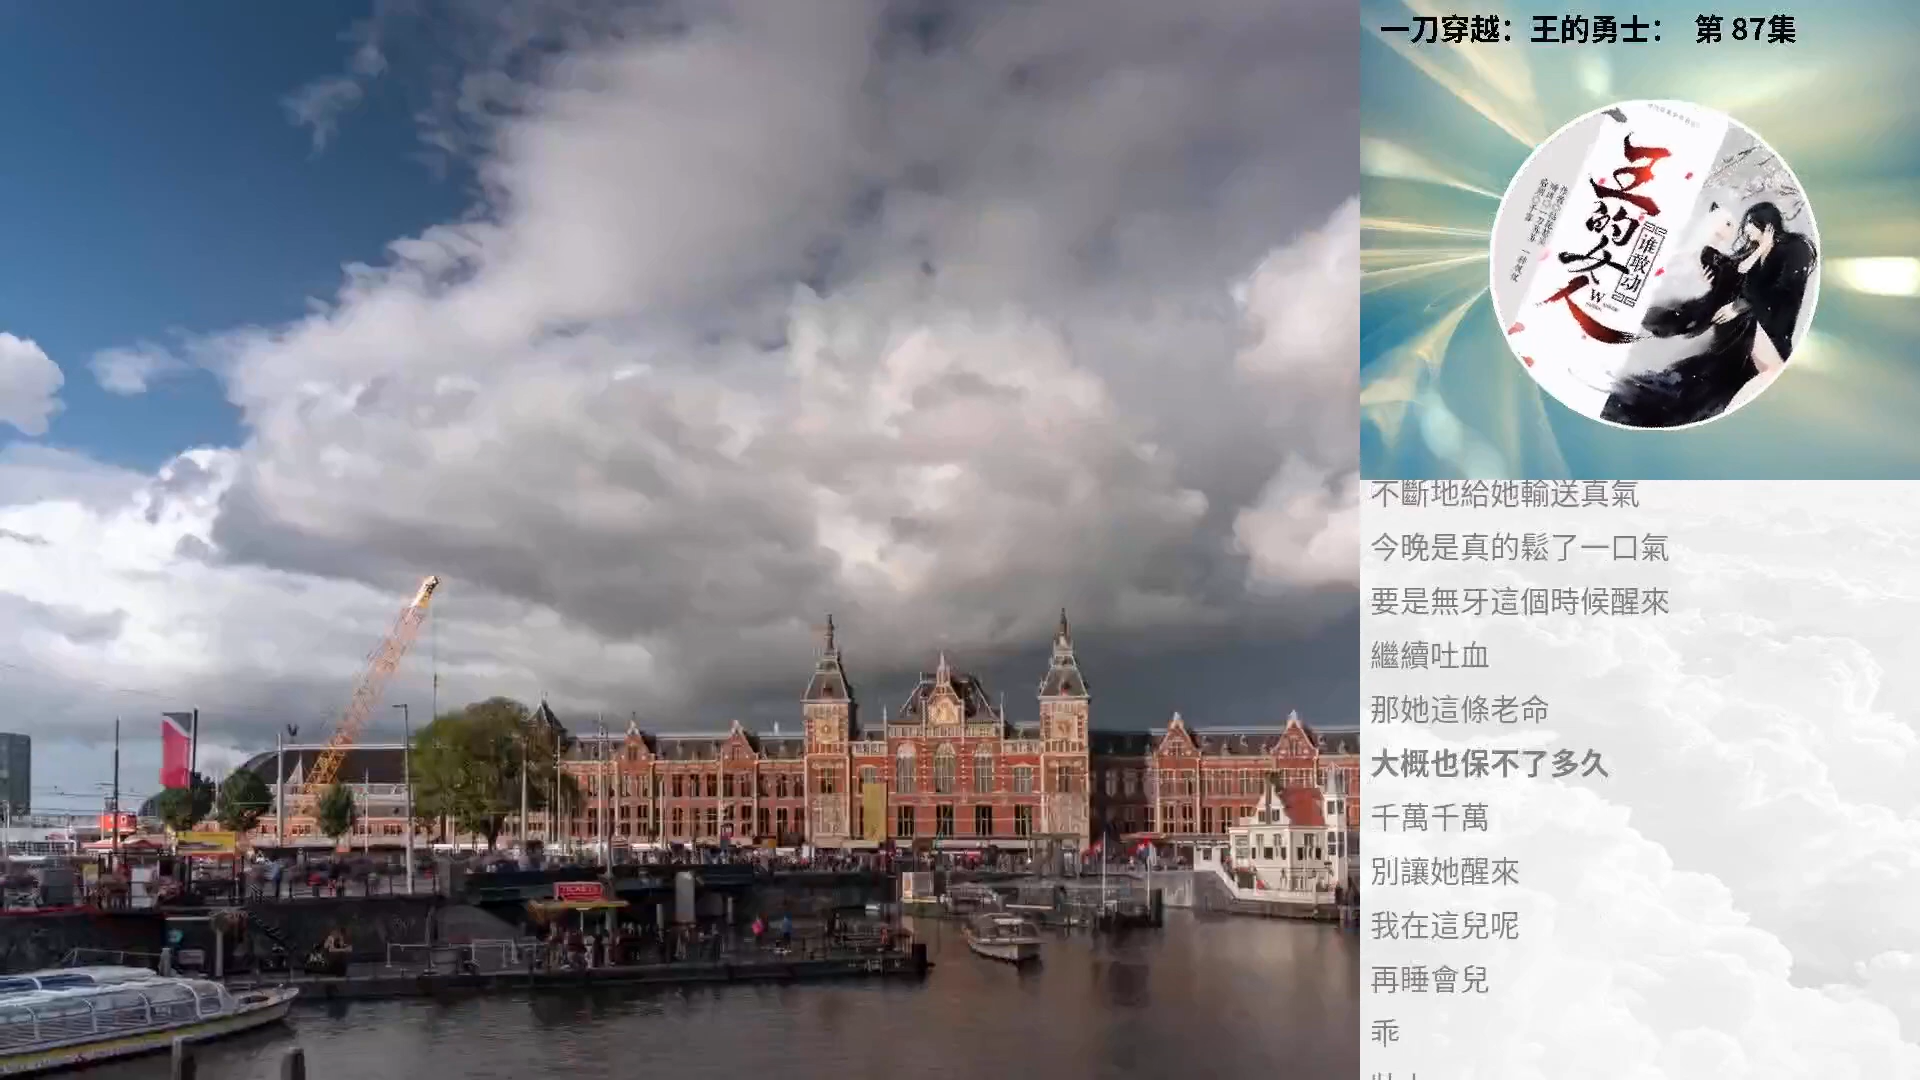 一刀穿越：王的勇士： 第 87集
王的女人
谁敢动
W
不斷地給她輸送真氣
今晚是真的鬆了一口氣
要是無牙這個時候醒來
繼續吐血
那她這條老命
大概也保不了多久
千萬千萬
別讓她醒來
我在這兒呢
再睡會兒
乖
TICKETS